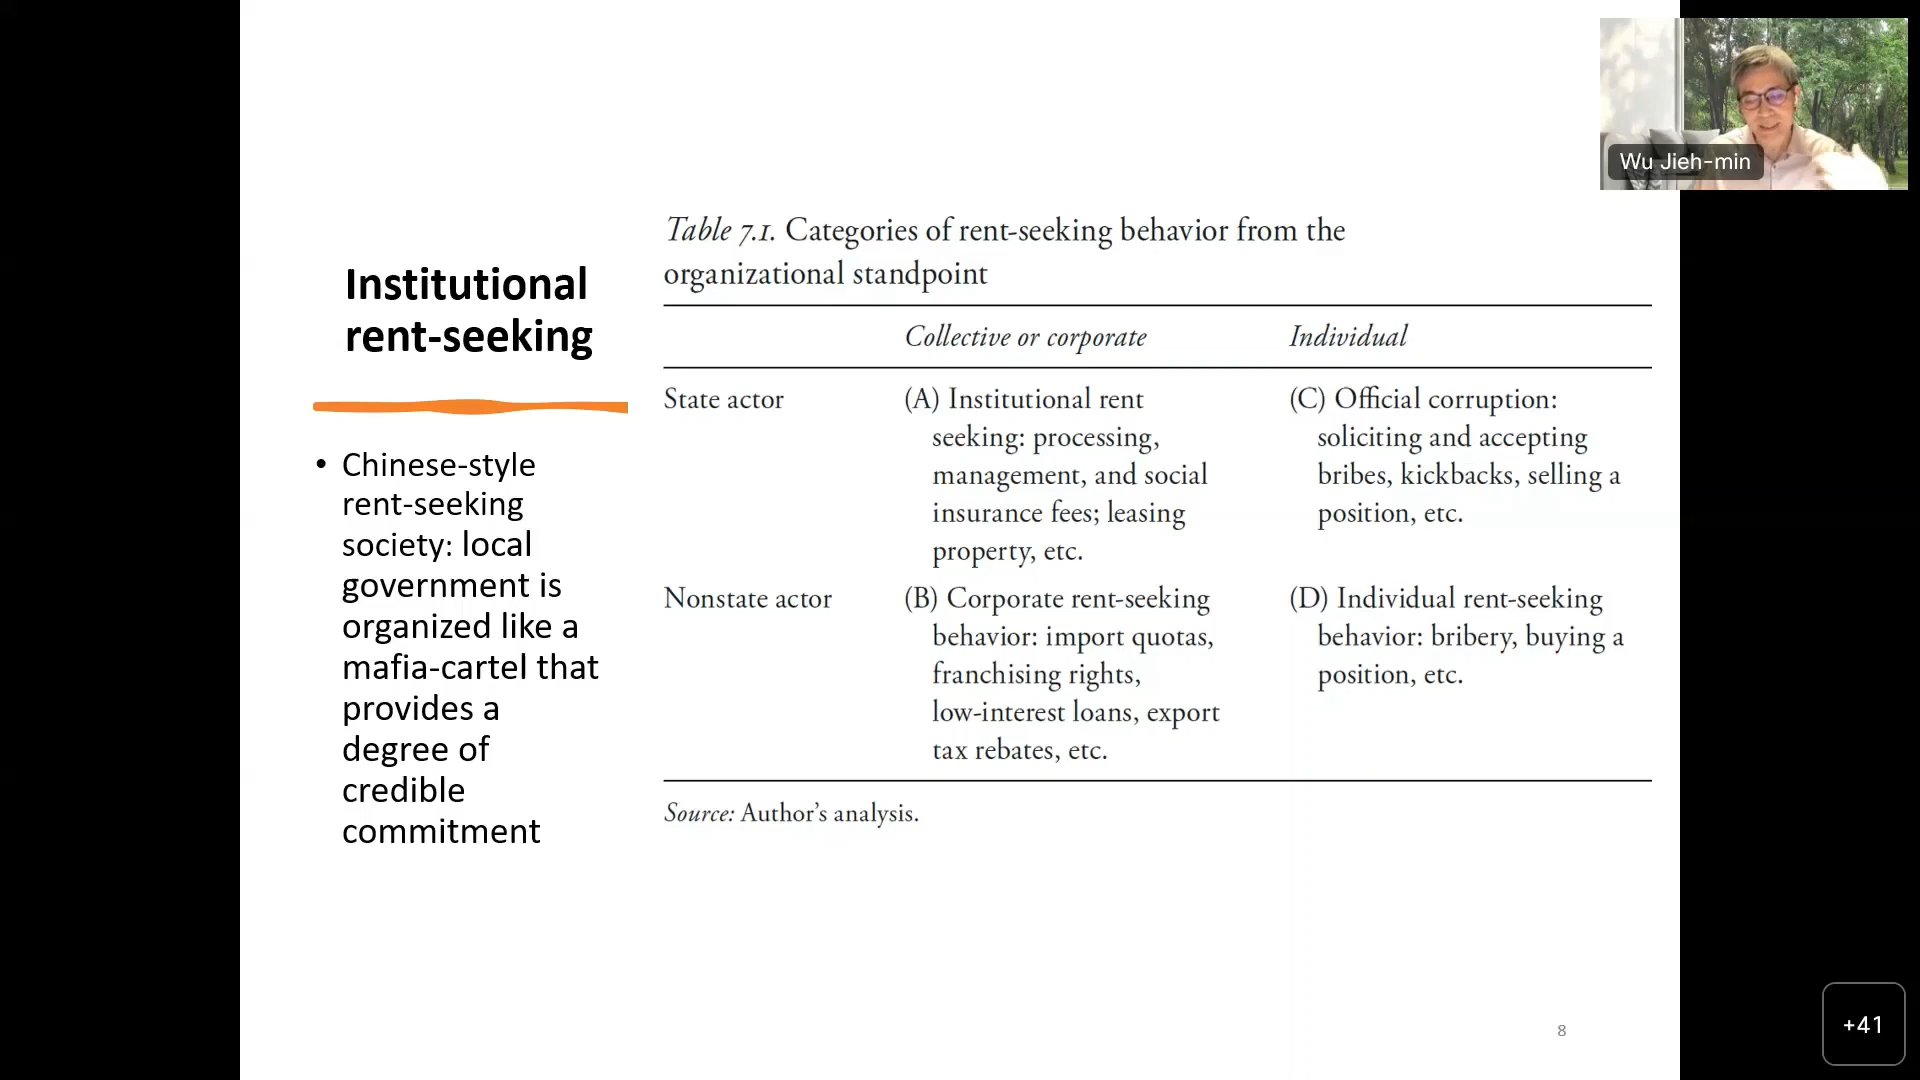 Wu Jieh-min
Institutional
rent-seeking
• Chinese-style
rent-seeking
society: local
government is
organized like a
mafia-cartel that
provides a
degree of
credible
commitment
Table 7.1. Categories of rent-seeking behavior from the
organizational standpoint
Collective or corporate
Individual
State actor
(A) Institutional rent
seeking: processing,
management, and social
insurance fees; leasing
property, etc.
(C) Official corruption:
soliciting and accepting
bribes, kickbacks, selling a
position, etc.
Nonstate actor
(B) Corporate rent-seeking
behavior: import quotas,
franchising rights,
low-interest loans, export
tax rebates, etc.
(D) Individual rent-seeking
behavior: bribery, buying a
position, etc.
Source: Author's analysis.
8
+41